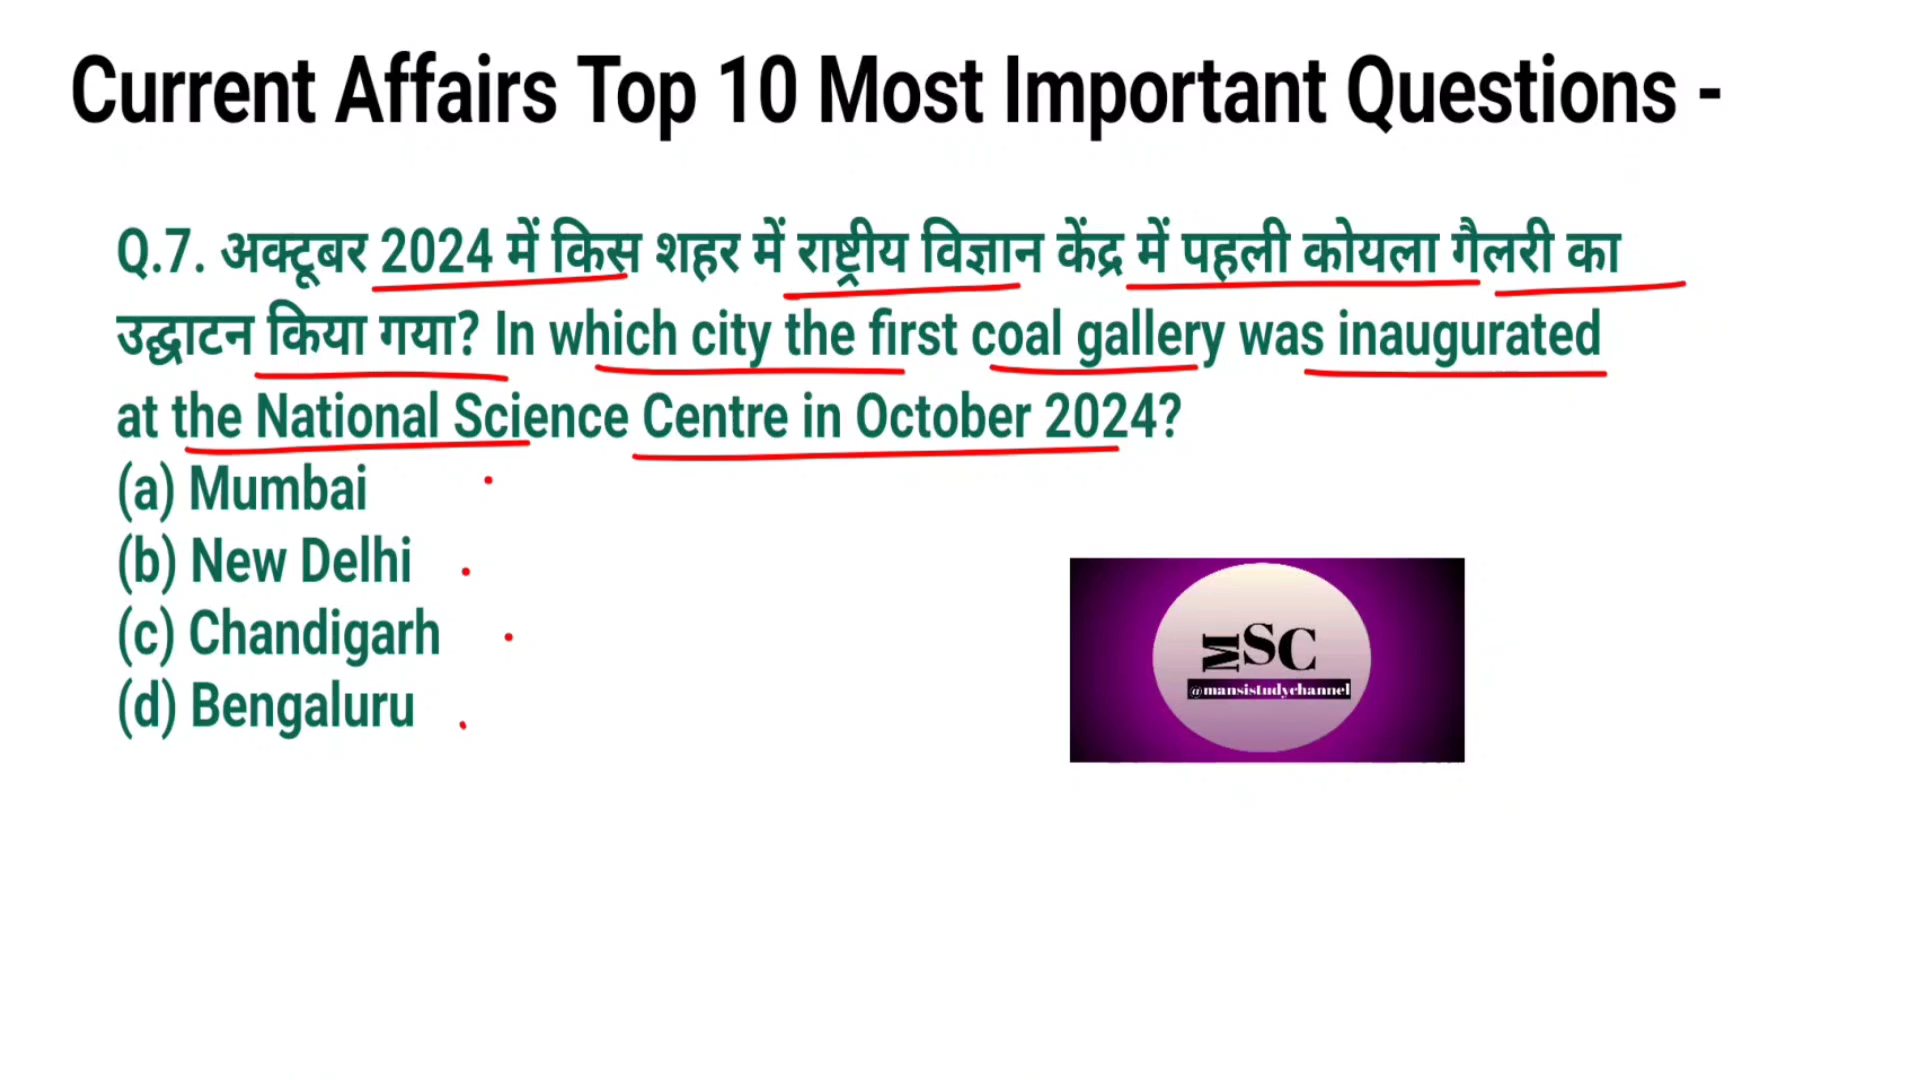 Current Affairs Top 10 Most Important Questions -
Q.7. अक्टूबर 2024 में किस शहर में राष्ट्रीय विज्ञान केंद्र में पहली कोयला गैलरी का
उद्घाटन किया गया? In which city the first coal gallery was inaugurated
at the National Science Centre in October 2024?
(a) Mumbai
(b) New Delhi
(c) Chandigarh
(d) Bengaluru
MSC
@mansistudychannel